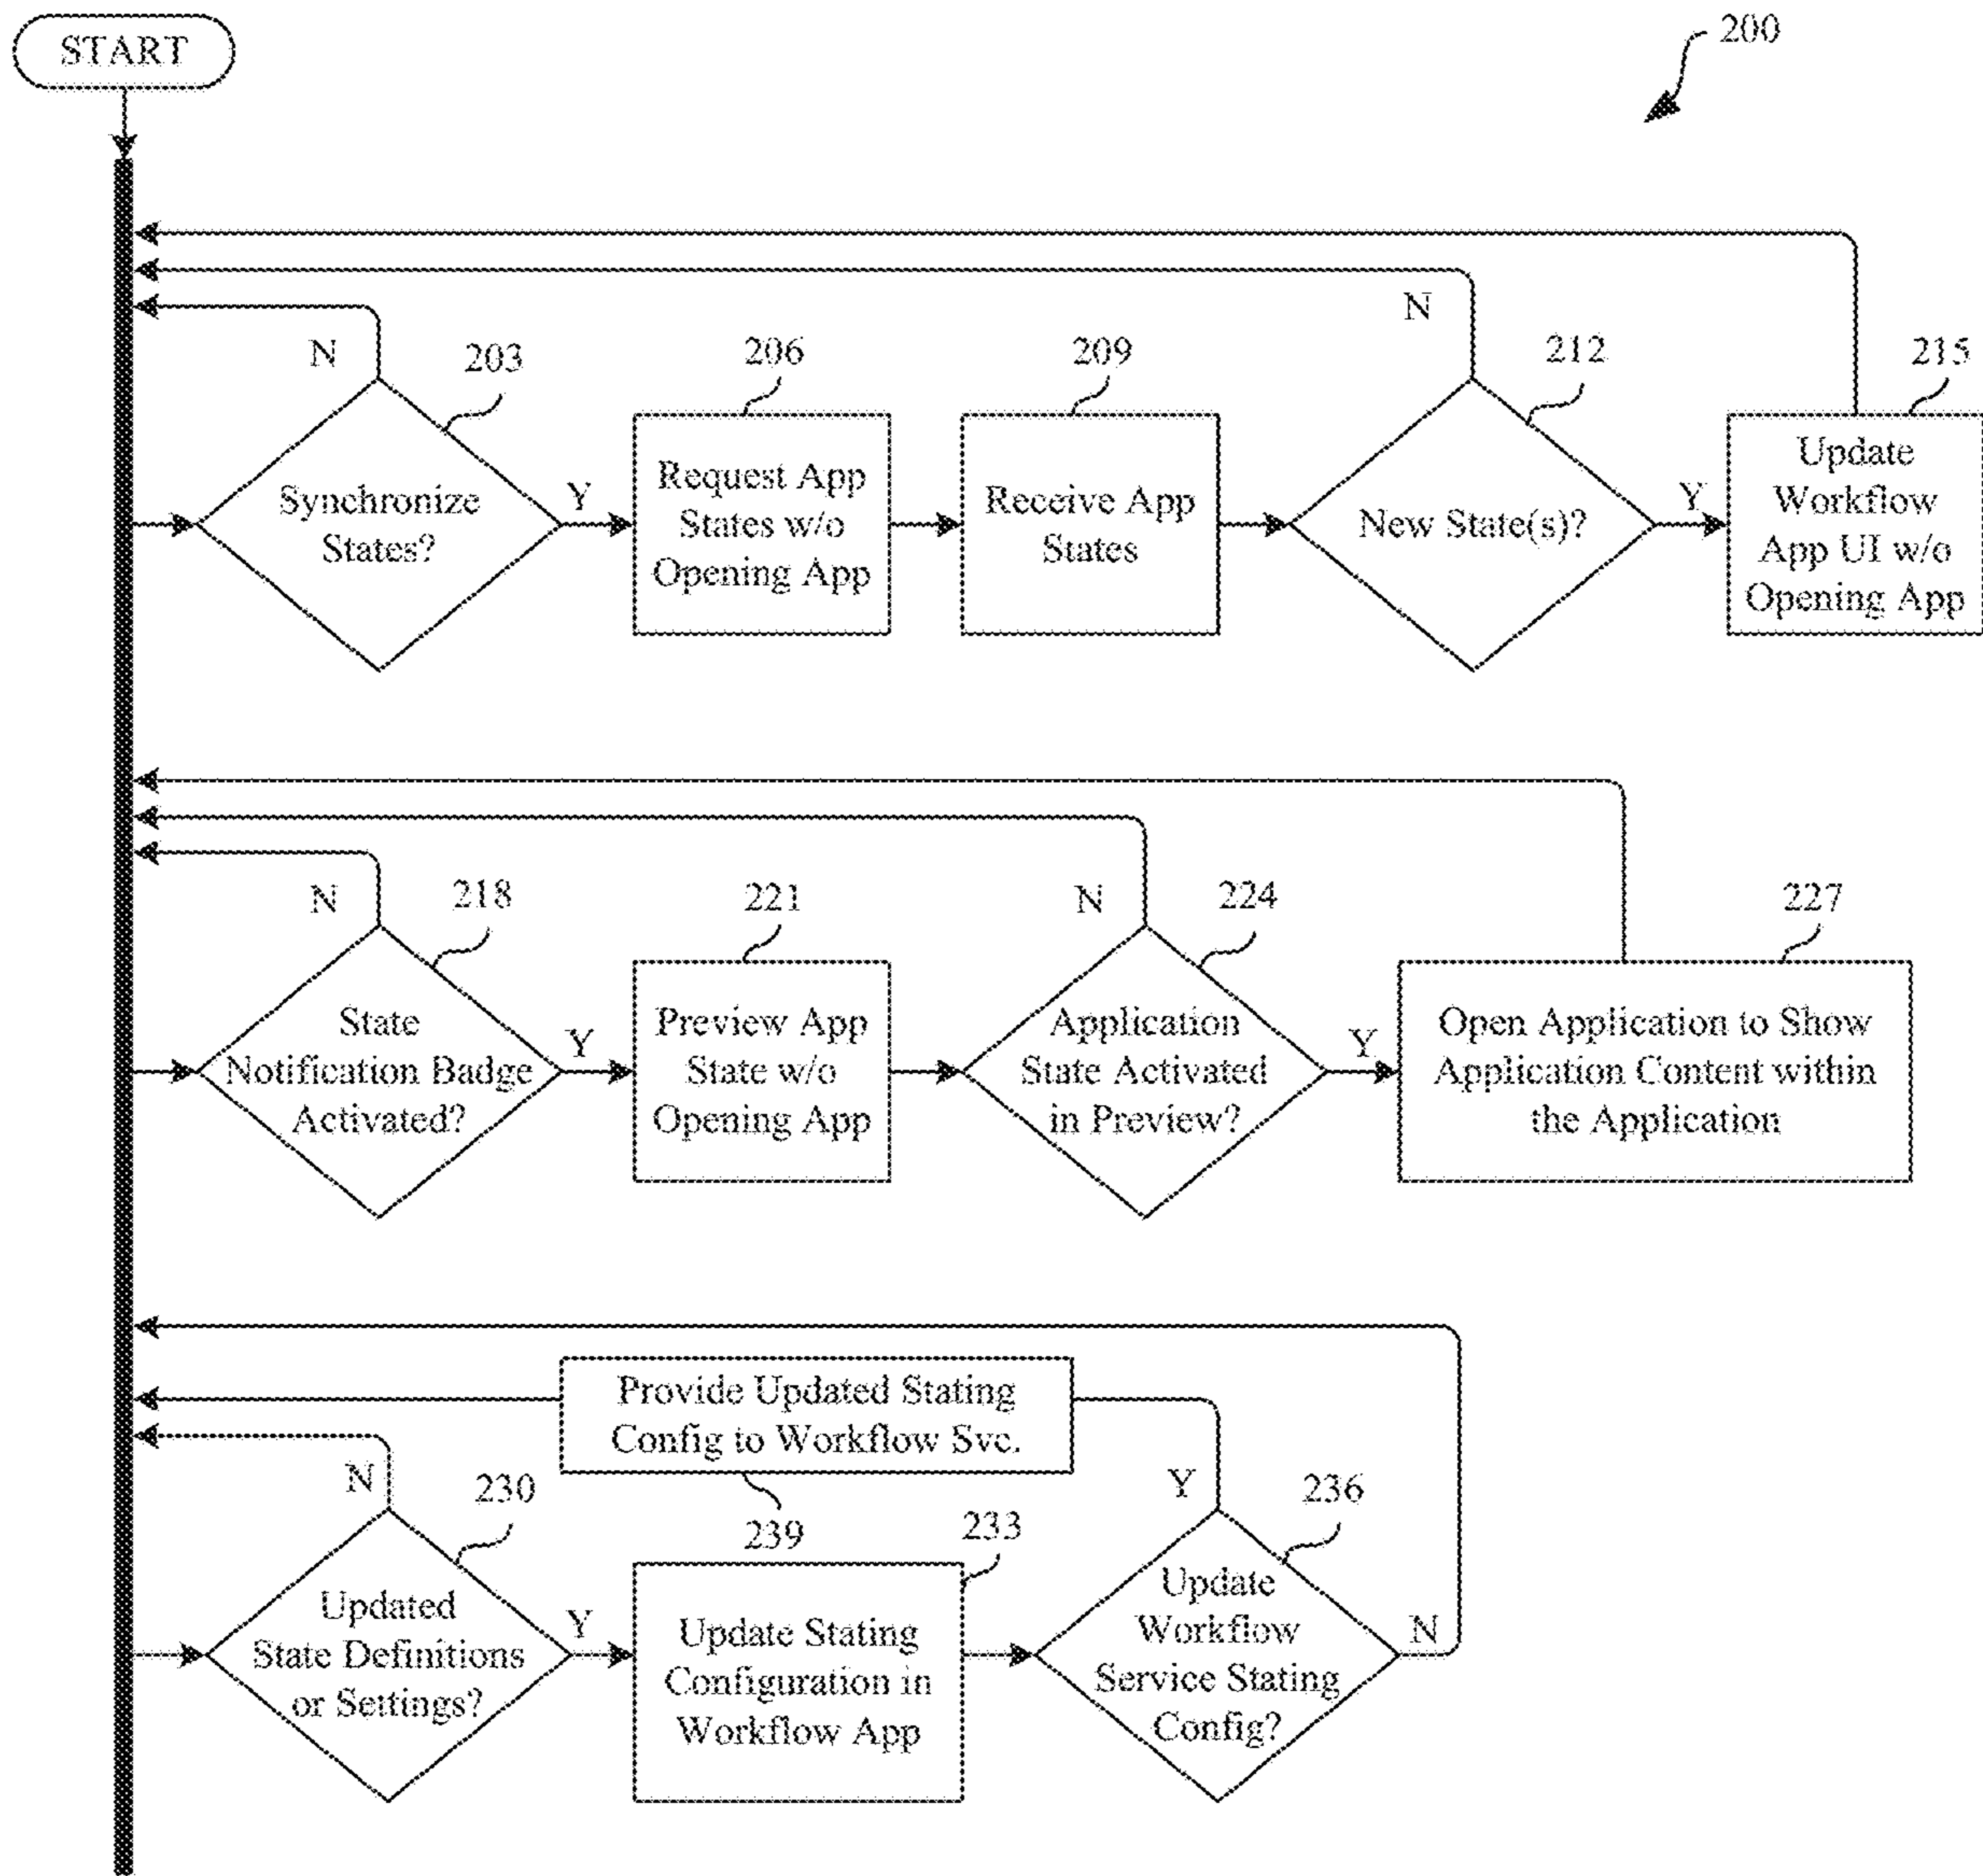 START
200
N
N
203
206
209
212
215
Synchronize
States?
Y
Request App
States w/o
Opening App
Receive App
States
New State(s)?
Y
Update
Workflow
App UI w/o
Opening App
N
218
221
N
224
227
State
Notification Badge
Activated?
Y
Preview App
State w/o
Opening App
Application
State Activated
in Preview?
Y
Open Application to Show
Application Content within
the Application
Provide Updated Stating
Config to Workflow Svc.
N
230
239
233
Y
236
Updated
State Definitions
or Settings?
Y
Update Stating
Configuration in
Workflow App
Update
Workflow
Service Stating
Config?
N